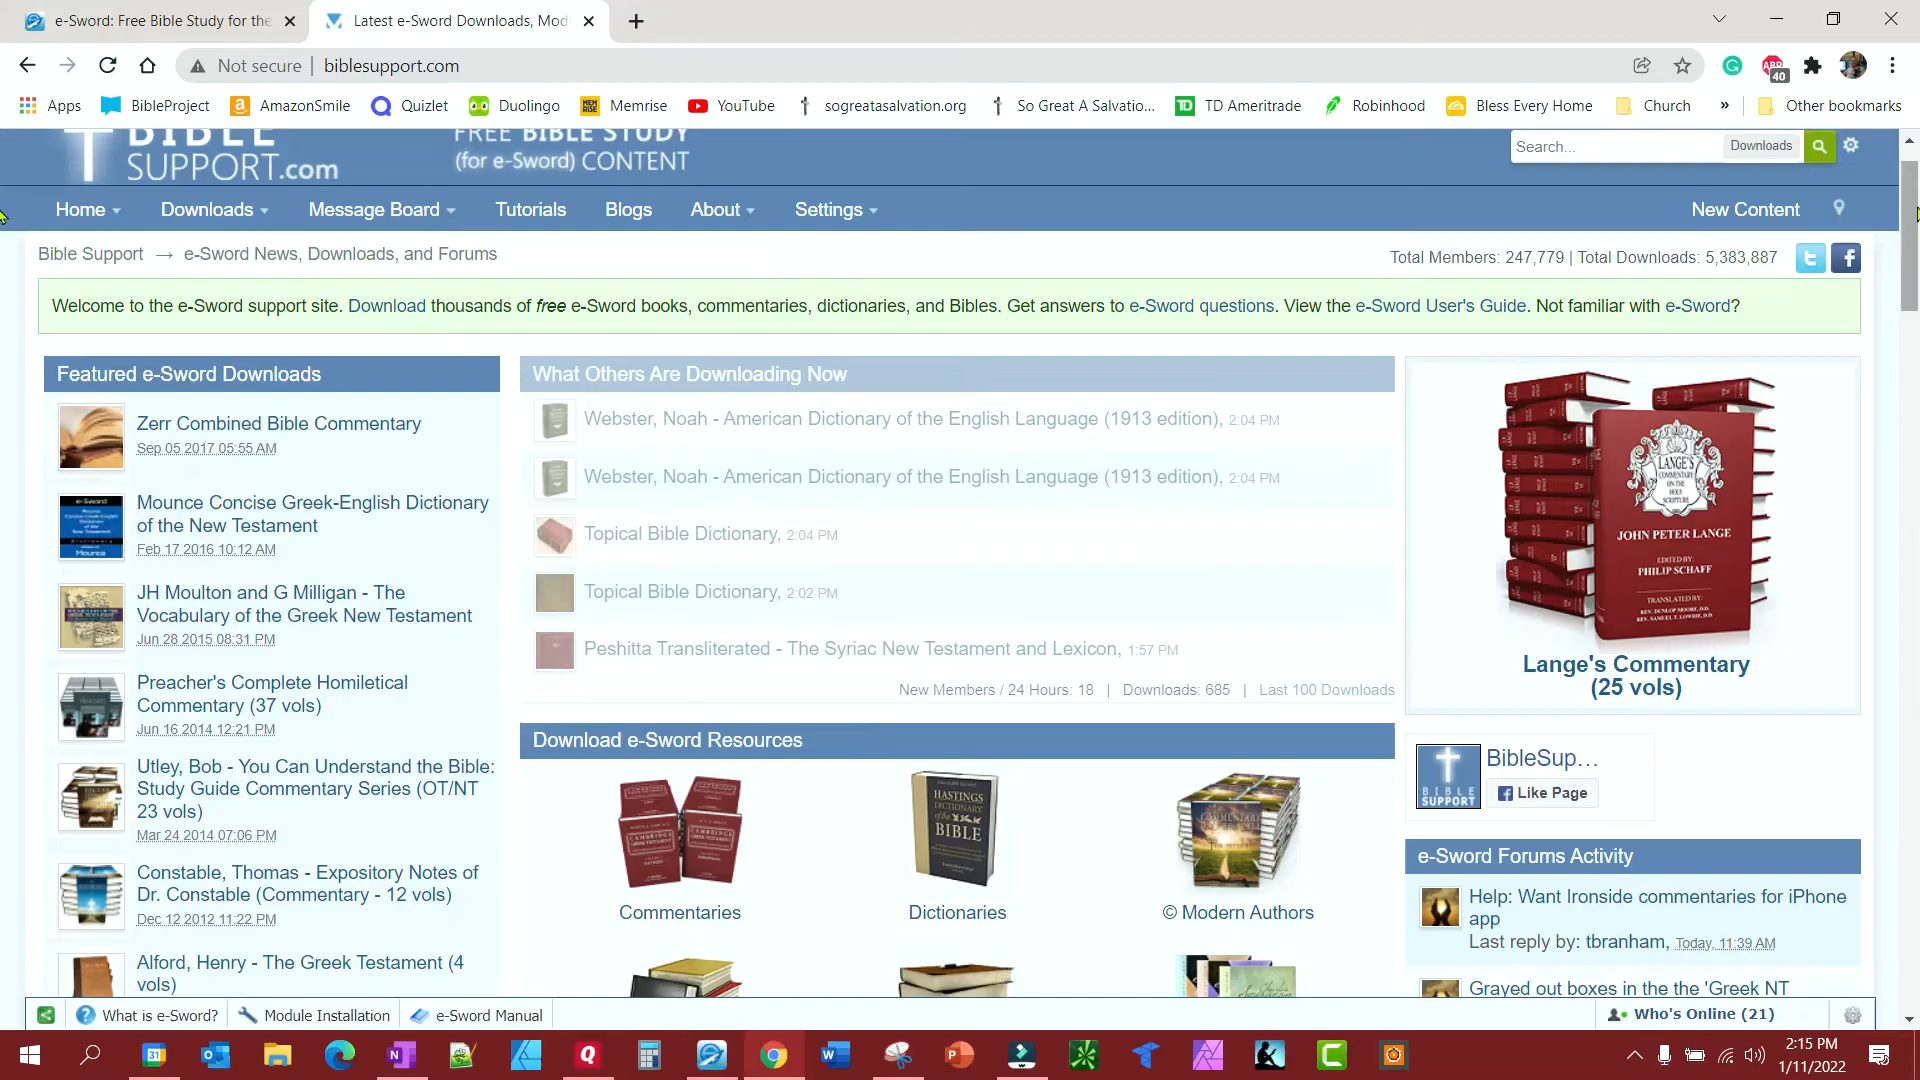 e-Sword: Free Bible Study for the
Latest e-Sword Downloads, Mod
Not secure
biblesupport.com
40
Apps
BibleProject
AmazonSmile
Quizlet
Duolingo
Memrise
YouTube
sogreatasalvation.org
So Great A Salvatio...
TD Ameritrade
Robinhood
Bless Every Home
Church
»
Other bookmarks
BIBLE
SUPPORT.com
FREE BIBLE STUDY
(for e-Sword) CONTENT
Search...
Downloads
Home
Downloads
Message Board
Tutorials
Blogs
About
Settings
New Content
Bible Support → e-Sword News, Downloads, and Forums
Total Members: 247,779 | Total Downloads: 5,383,887
Welcome to the e-Sword support site. Download thousands of free e-Sword books, commentaries, dictionaries, and Bibles. Get answers to e-Sword questions. View the e-Sword User's Guide. Not familiar with e-Sword?
Featured e-Sword Downloads
Zerr Combined Bible Commentary
Sep 05 2017 05:55 AM
Mounce Concise Greek-English Dictionary
of the New Testament
Feb 17 2016 10:12 AM
JH Moulton and G Milligan - The
Vocabulary of the Greek New Testament
Jun 28 2015 08:31 PM
Preacher's Complete Homiletical
Commentary (37 vols)
Jun 16 2014 12:21 PM
Utley, Bob - You Can Understand the Bible:
Study Guide Commentary Series (OT/NT
23 vols)
Mar 24 2014 07:06 PM
Constable, Thomas - Expository Notes of
Dr. Constable (Commentary - 12 vols)
Dec 12 2012 11:22 PM
Alford, Henry - The Greek Testament (4
vols)
What Others Are Downloading Now
Webster, Noah - American Dictionary of the English Language (1913 edition), 2:04 PM
Webster, Noah - American Dictionary of the English Language (1913 edition), 2:04 PM
Topical Bible Dictionary, 2:04 PM
Topical Bible Dictionary, 2:02 PM
Peshitta Transliterated - The Syriac New Testament and Lexicon, 1:57 PM
New Members / 24 Hours: 18 | Downloads: 685 | Last 100 Downloads
Download e-Sword Resources
HASTINGS
DICTIONARY
of the
BIBLE
Commentaries
Dictionaries
© Modern Authors
LANGE'S
COMMENTARY
ON THE
HOLY
SCRIPTURE
JOHN PETER LANGE
EDITED BY:
PHILIP SCHAFF
TRANSLATED BY:
Lange's Commentary
(25 vols)
BIBLE
SUPPORT
BibleSup...
Like Page
e-Sword Forums Activity
Help: Want Ironside commentaries for iPhone
app
Last reply by: tbranham, Today, 11:39 AM
Grayed out boxes in the the 'Greek NT
What is e-Sword?
Module Installation
e-Sword Manual
Who's Online (21)
2:15 PM
1/11/2022